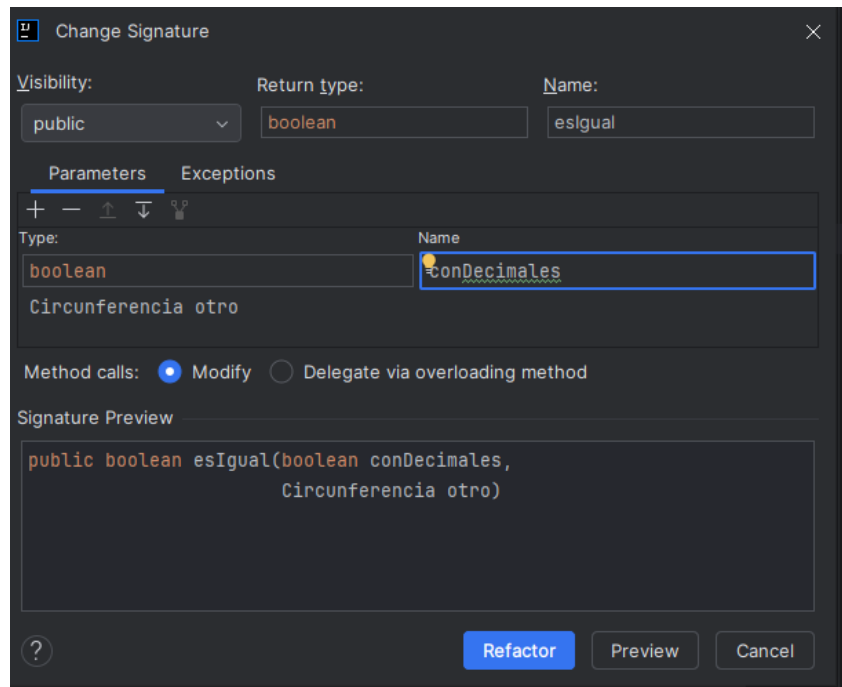 Change Signature
Visibility: Return type: Name:
public boolean esIgual
Parameters Exceptions
Type: Name
boolean conDecimales
Circunferencia otro
Method calls: Modify Delegate via overloading method
Signature Preview
public boolean esIgual(boolean conDecimales,
Circunferencia otro)
? Refactor Preview Cancel